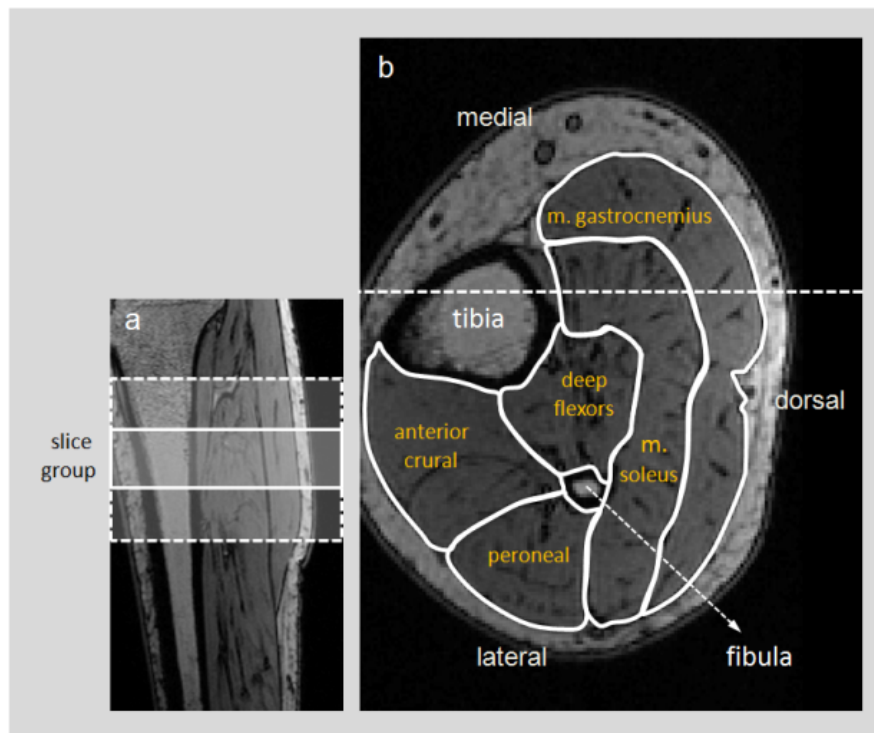 a
slice
group
b
medial
m. gastrocnemius
tibia
deep
flexors
dorsal
anterior
crural
m.
soleus
peroneal
lateral
fibula